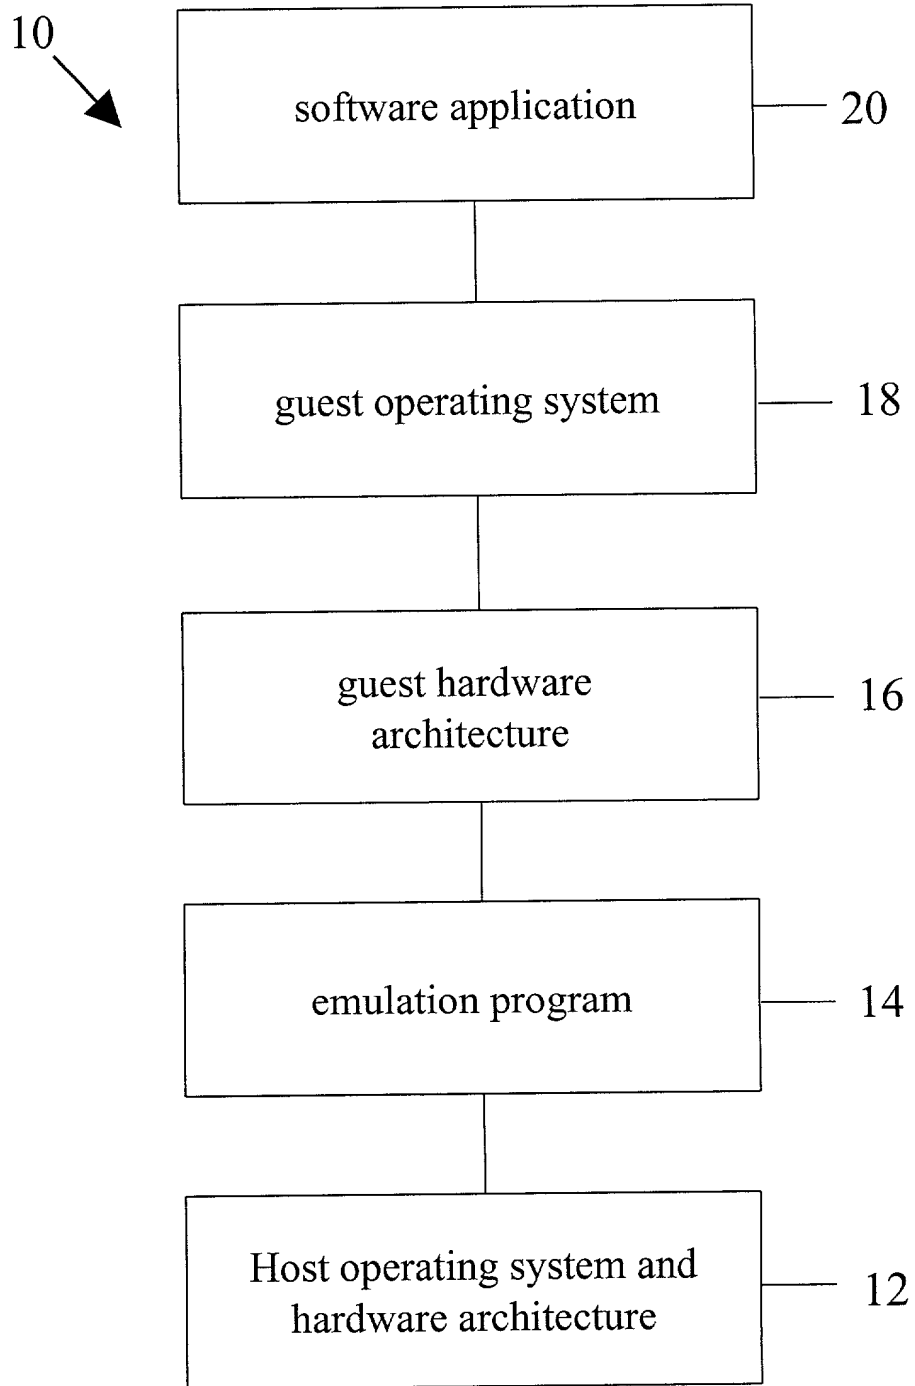 10
software application
20
guest operating system
18
guest hardware
architecture
16
emulation program
14
Host operating system and
hardware architecture
12